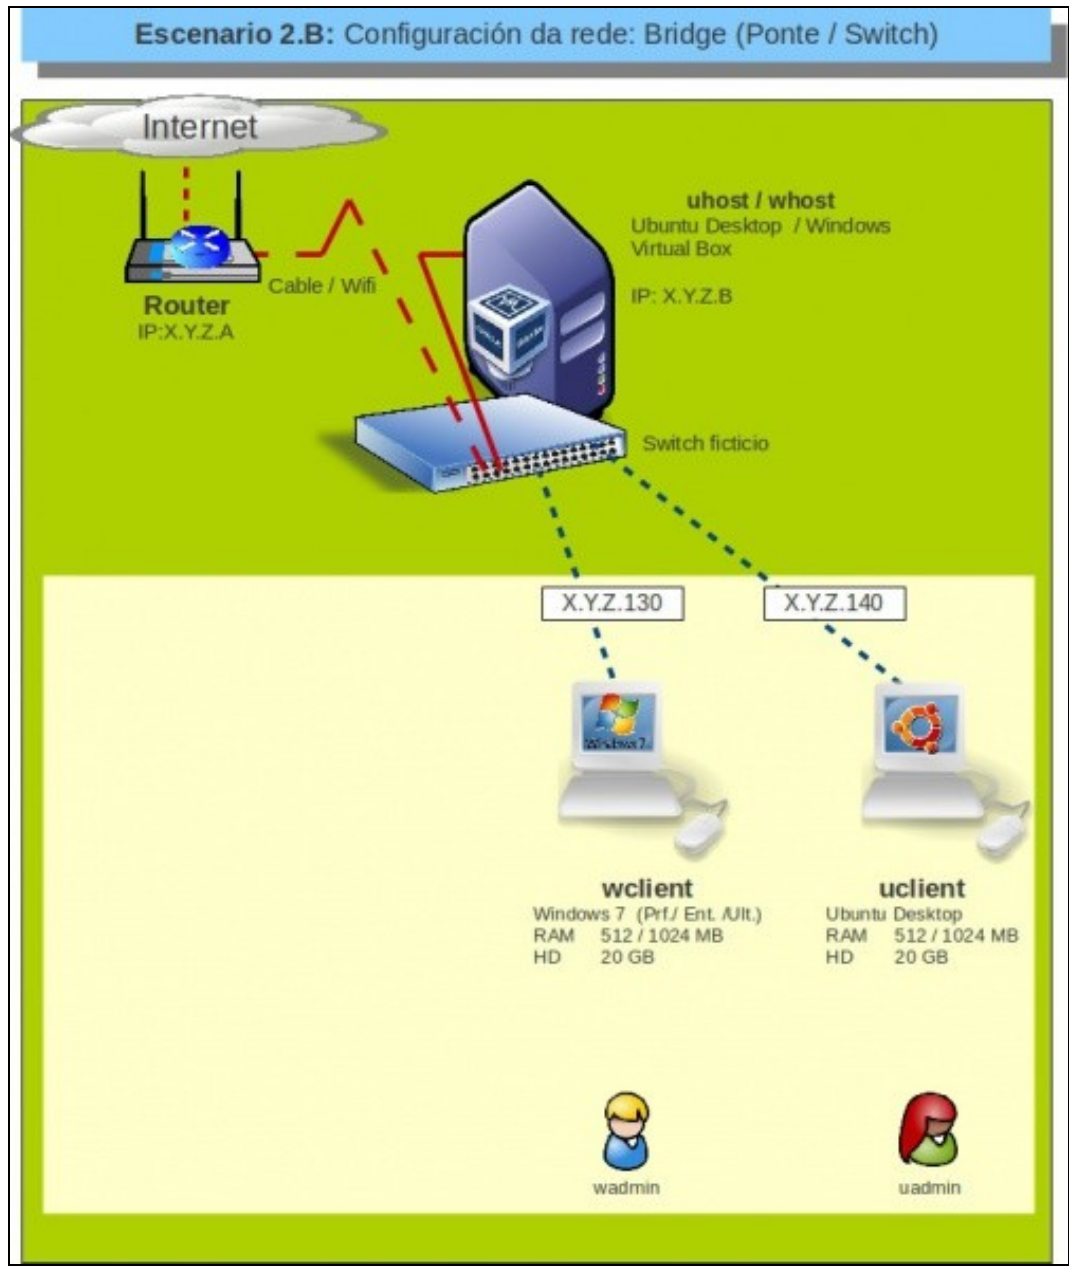 Escenario 2.B: Configuración da rede: Bridge (Ponte / Switch)
Internet
uhost / whost
Ubuntu Desktop / Windows
Virtual Box
IP: X.Y.Z.B
Cable / Wifi
Router
IP:X.Y.Z.A
Switch ficticio
X.Y.Z.130
X.Y.Z.140
Windows 7
wclient
Windows 7 (Prf./ Ent. /Ult.)
RAM 512 / 1024 MB
HD 20 GB
uclient
Ubuntu Desktop
RAM 512 / 1024 MB
HD 20 GB
wadmin
uadmin